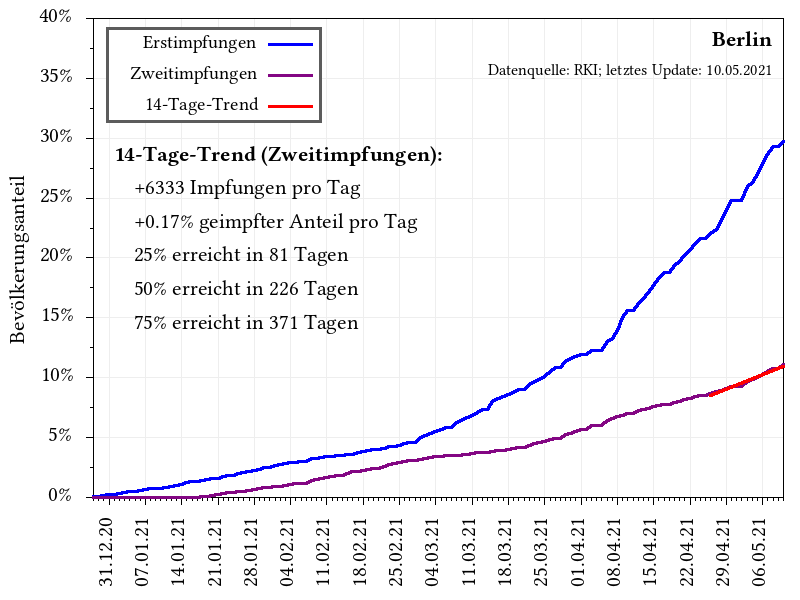 40%
35%
30%
25%
20%
15%
10%
5%
0%
Bevölkerungsanteil
Erstimpfungen
Zweitimpfungen
14-Tage-Trend
Berlin
Datenquelle: RKI; letztes Update: 10.05.2021
14-Tage-Trend (Zweitimpfungen):
+6333 Impfungen pro Tag
+0.17% geimpfter Anteil pro Tag
25% erreicht in 81 Tagen
50% erreicht in 226 Tagen
75% erreicht in 371 Tagen
31.12.20
07.01.21
14.01.21
21.01.21
28.01.21
04.02.21
11.02.21
18.02.21
25.02.21
04.03.21
11.03.21
18.03.21
25.03.21
01.04.21
08.04.21
15.04.21
22.04.21
29.04.21
06.05.21